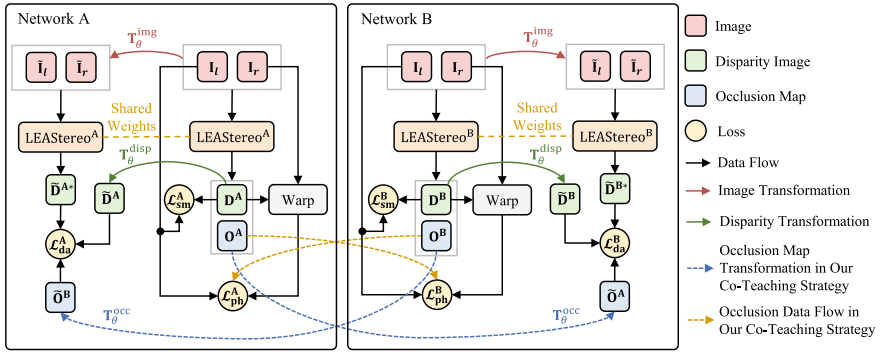 Network A
T_θ^img
Ĩ_l Ĩ_r
I_l I_r
LEAStereo^A
Shared
Weights
LEAStereo^A
T_θ^disp
D̃^A*
D̃^A
ℒ_sm^A
D^A
Warp
O^A
ℒ_da^A
ℒ_ph^A
Õ^B
T_θ^occ
Network B
T_θ^img
I_l I_r
Ĩ_l Ĩ_r
LEAStereo^B
Shared
Weights
LEAStereo^B
T_θ^disp
ℒ_sm^B
D^B
Warp
D̃^B
D̃^B*
O^B
ℒ_da^B
ℒ_ph^B
Õ^A
T_θ^occ
Image
Disparity Image
Occlusion Map
Loss
Data Flow
Image Transformation
Disparity Transformation
Occlusion Map
Transformation in Our
Co-Teaching Strategy
Occlusion Data Flow in
Our Co-Teaching Strategy